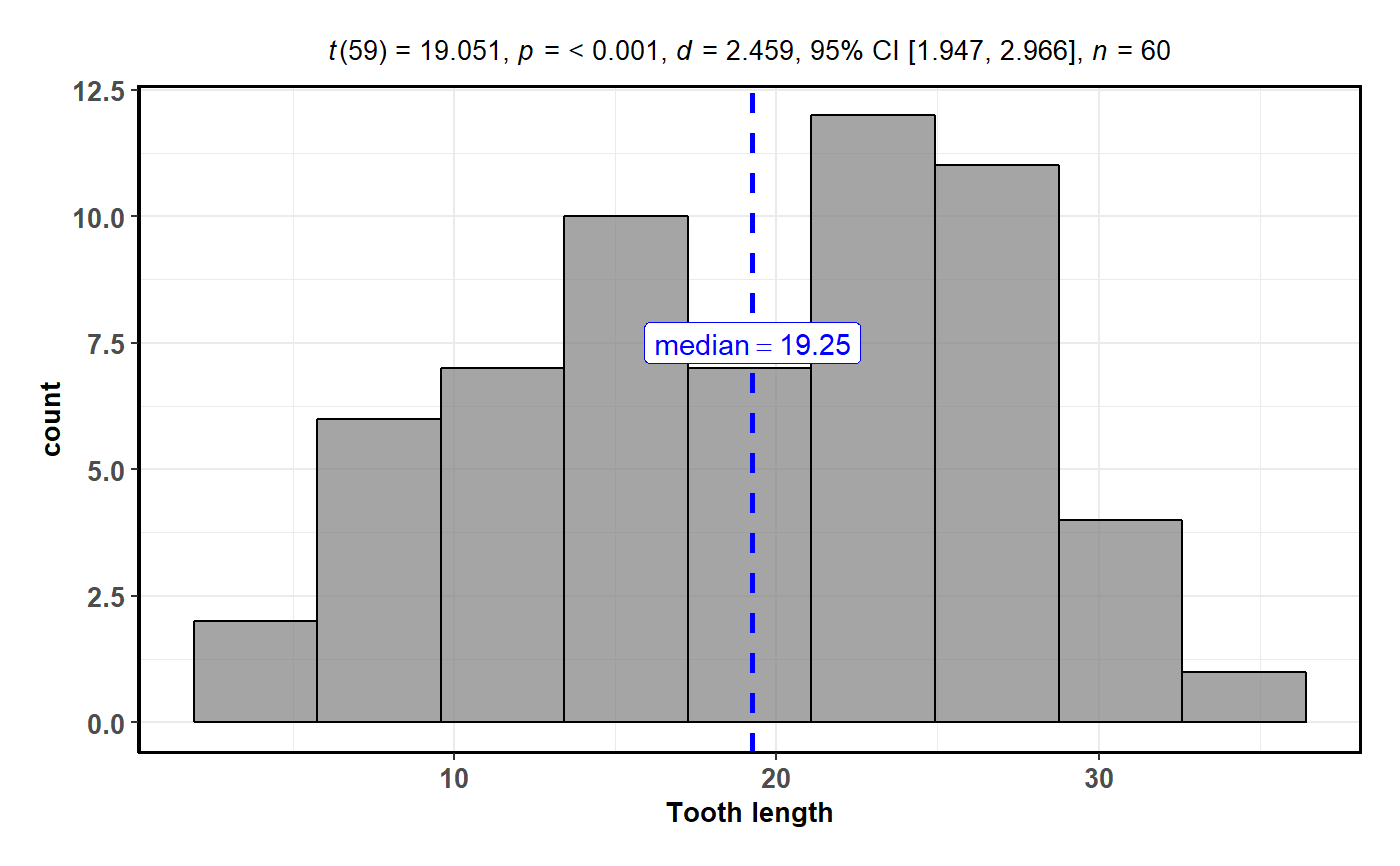 t(59) = 19.051, p = < 0.001, d = 2.459, 95% CI [1.947, 2.966], n = 60
12.5
10.0
7.5
5.0
2.5
0.0
count
median = 19.25
10 20 30
Tooth length